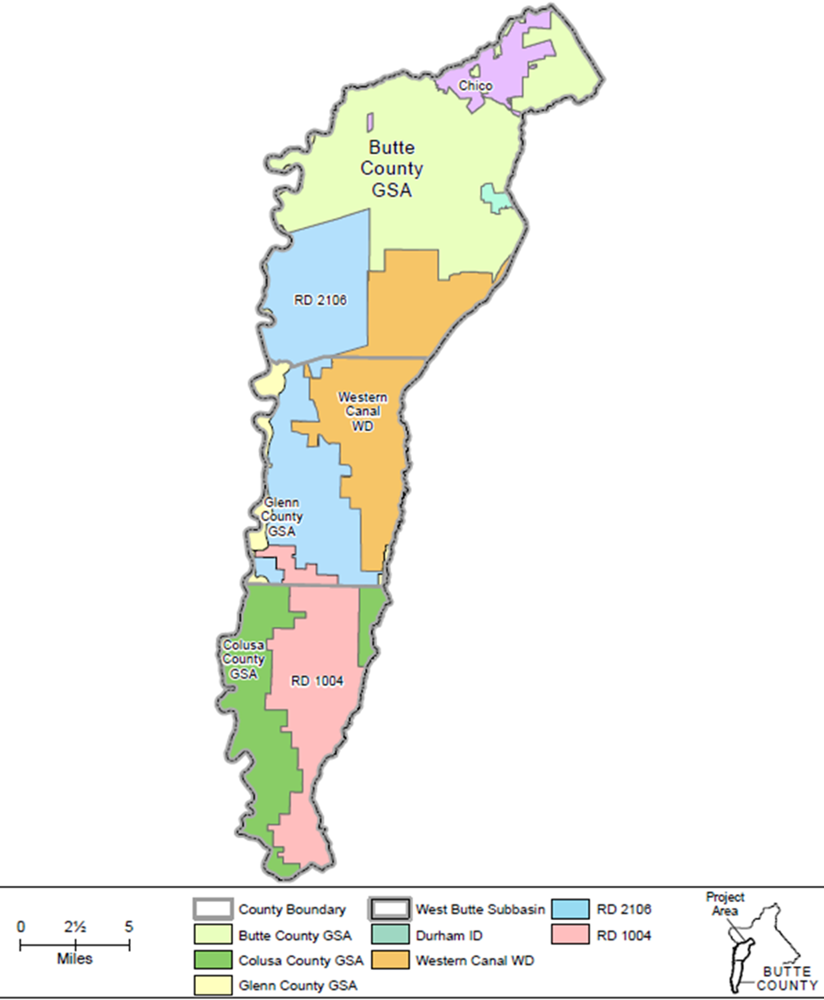 Chico
Butte
County
GSA
RD 2106
Western
Canal
WD
Glenn
County
GSA
Colusa
County
GSA
RD 1004
0 2½ 5
Miles
County Boundary
Butte County GSA
Colusa County GSA
Glenn County GSA
West Butte Subbasin
Durham ID
Western Canal WD
RD 2106
RD 1004
Project
Area
BUTTE
COUNTY